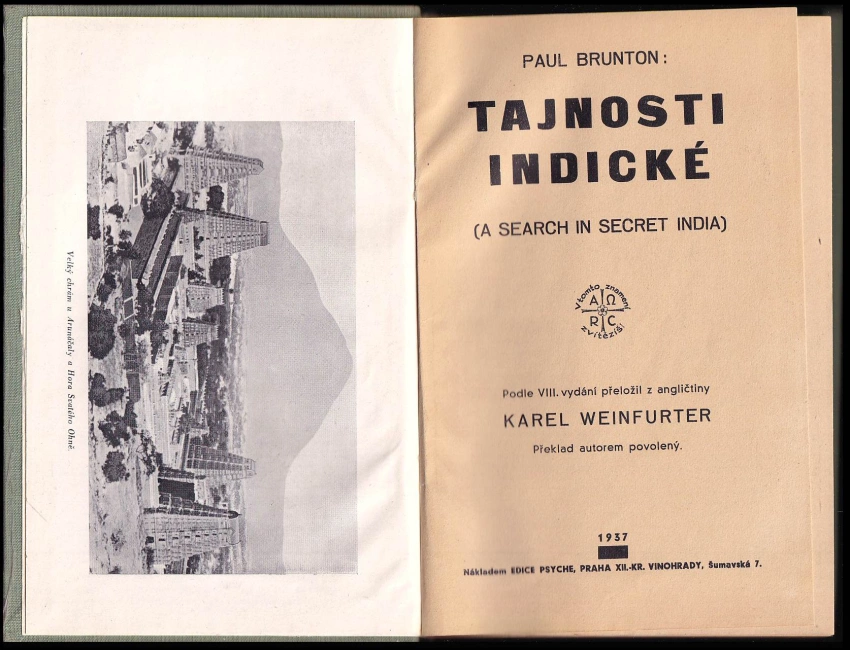 Velký chrám u Arunáčaly a Hora Svatého Ohně.
PAUL BRUNTON:
TAJNOSTI
INDICKÉ
(A SEARCH IN SECRET INDIA)
V tomto znamení
A Ω
R C
zvítězíš!
Podle VIII. vydání přeložil z angličtiny
KAREL WEINFURTER
Překlad autorem povolený.
1937
Nákladem EDICE PSYCHE, PRAHA XII.-KR. VINOHRADY, Šumavská 7.